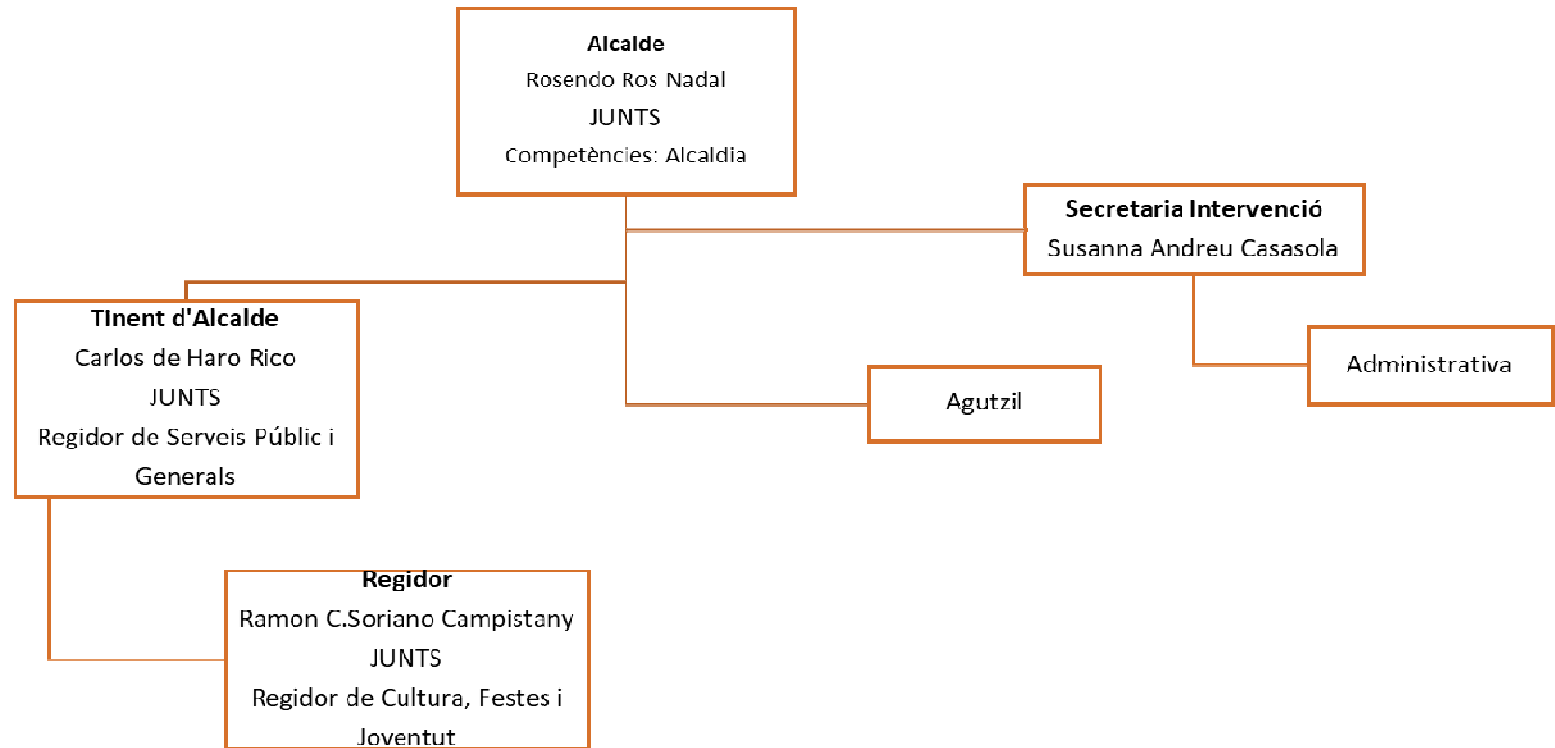 Alcalde
Rosendo Ros Nadal
JUNTS
Competències: Alcaldia
Secretaria Intervenció
Susanna Andreu Casasola
Tinent d'Alcalde
Carlos de Haro Rico
JUNTS
Regidor de Serveis Públic i
Generals
Administrativa
Agutzil
Regidor
Ramon C.Soriano Campistany
JUNTS
Regidor de Cultura, Festes i
Joventut